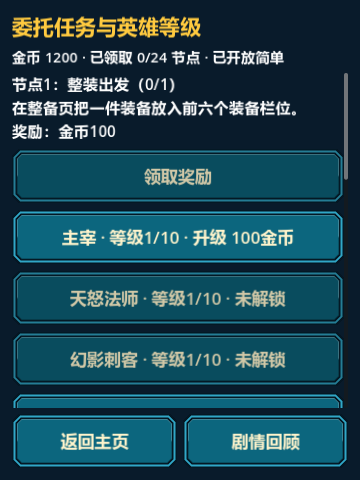 委托任务与英雄等级
金币 1200 · 已领取 0/24 节点 · 已开放简单
节点1：整装出发（0/1）
在整备页把一件装备放入前六个装备栏位。
奖励：金币100
领取奖励
主宰 · 等级1/10 · 升级 100金币
天怒法师 · 等级1/10 · 未解锁
幻影刺客 · 等级1/10 · 未解锁
返回主页
剧情回顾